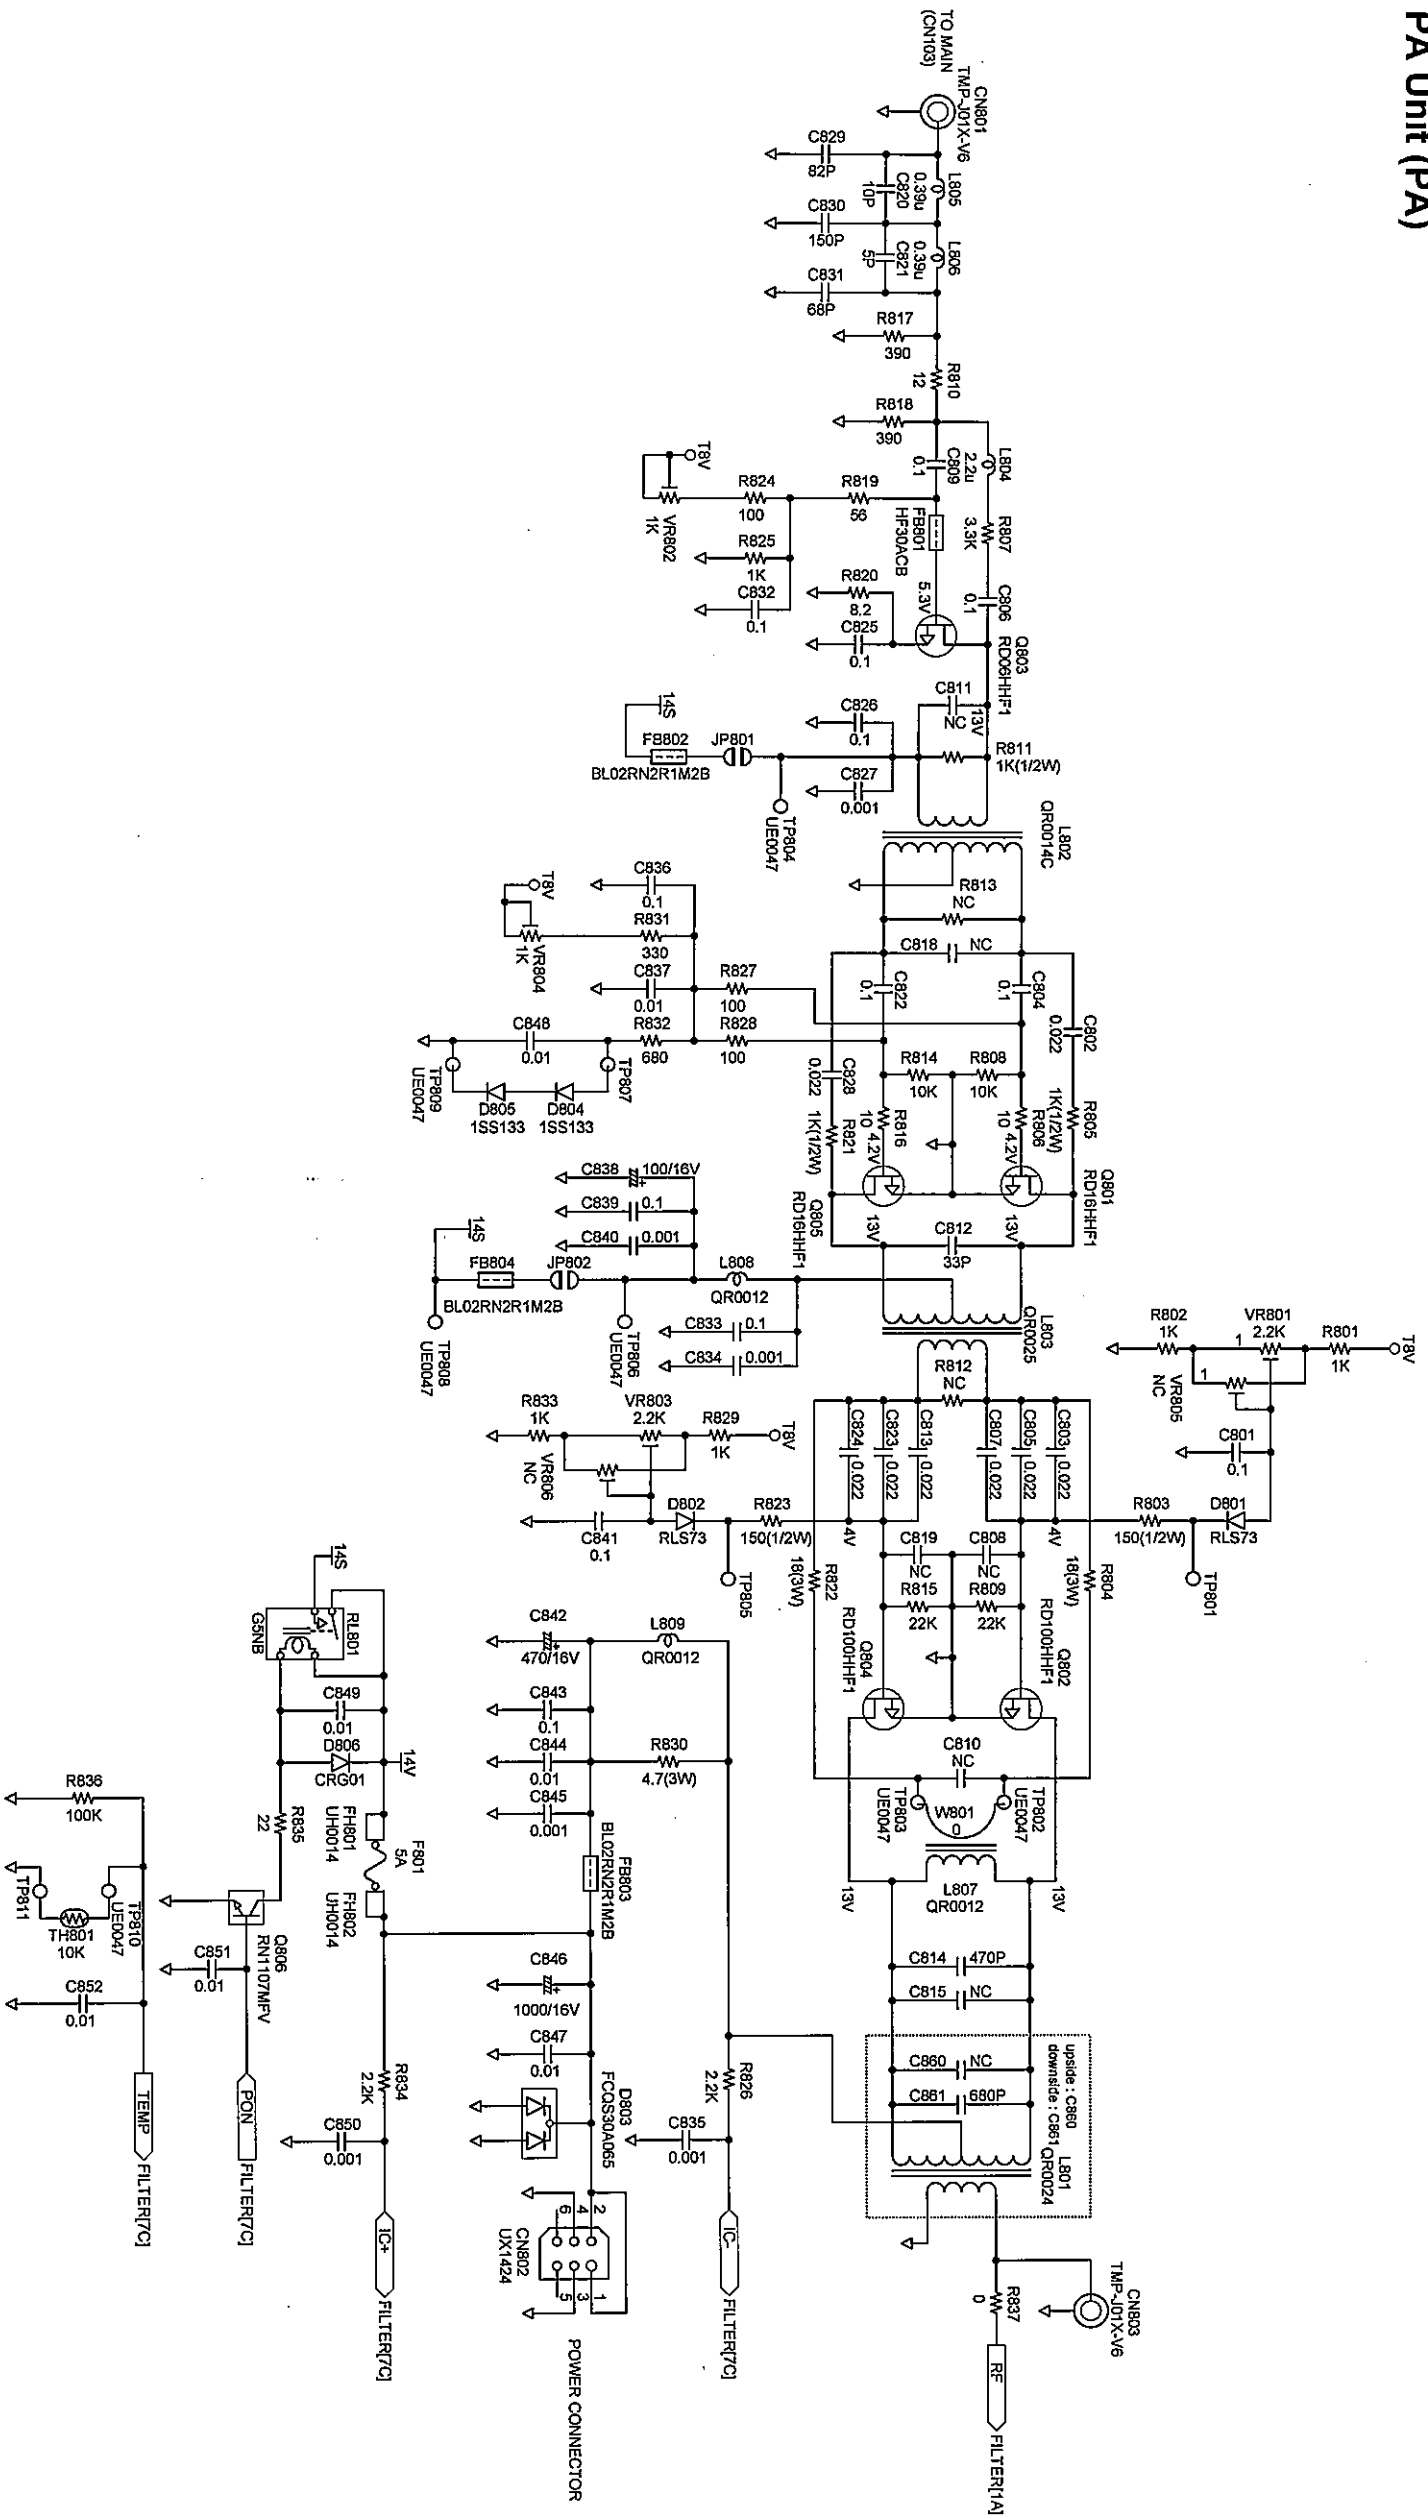 PA Unit (PA)
TO MAIN
(CN103)
CN801
TMP-J01X-V6
C829
82P
L805
0.39u
C820
10P
C830
150P
L806
0.39u
C821
5P
C831
68P
R817
390
R810
12
R818
390
L804
2.2u
C809
0.1
R807
3.3K
C806
0.1
T8V
VR802
1K
R824
100
R819
56
FB801
HF30ACB
R825
1K
C832
0.1
R820
8.2
C825
0.1
5.3V
Q803
RD06HHF1
C811
NC
13V
R811
1K(1/2W)
14S
FB802
BL02RN2R1M2B
JP801
C826
0.1
C827
0.001
TP804
UE0047
L802
QR0014C
C836
0.1
T8V
VR804
1K
R831
330
C837
0.01
R827
100
R832
680
R828
100
C848
0.01
TP809
UE0047
TP807
D805
1SS133
D804
1SS133
R813
NC
C818
NC
C822
0.1
C804
0.1
C802
0.022
C828
0.022
R814
10K
R808
10K
R805
1K(1/2W)
R821
1K(1/2W)
R816
10
4.2V
R806
10
4.2V
Q801
RD16HHF1
Q805
RD16HHF1
13V
13V
C812
33P
C838
100/16V
C839
0.1
C840
0.001
14S
FB804
BL02RN2R1M2B
JP802
L808
QR0012
TP808
UE0047
TP806
UE0047
C833
0.1
C834
0.001
L803
QR0025
R802
1K
VR801
2.2K
1
R801
1K
T8V
1
VR805
NC
C801
0.1
D801
RLS73
R803
150(1/2W)
TP801
R812
NC
C824
0.022
C823
0.022
C813
0.022
C807
0.022
C805
0.022
C803
0.022
R833
1K
VR803
2.2K
R829
1K
T8V
VR806
NC
C841
0.1
D802
RLS73
R823
150(1/2W)
TP805
4V
4V
C819
NC
C808
NC
R815
22K
R809
22K
R822
18(3W)
R804
18(3W)
Q804
RD100HHF1
Q802
RD100HHF1
C810
NC
TP803
UE0047
TP802
UE0047
W801
0
13V
13V
L807
QR0012
14S
RL801
G5NB
C849
0.01
D806
CRG01
14V
R835
22
FH801
UH0014
F801
5A
FH802
UH0014
C842
470/16V
L809
QR0012
C843
0.1
C844
0.01
C845
0.001
R830
4.7(3W)
FB803
BL02RN2R1M2B
C846
1000/16V
C847
0.01
D803
FCQS30A065
R836
100K
TP811
TP810
UE0047
TH801
10K
Q806
RN1107MFV
C851
0.01
C852
0.01
R834
2.2K
C850
0.001
R826
2.2K
C835
0.001
C814
470P
C815
NC
C860
NC
C861
680P
upside : C860
downside : C861
L801
QR0024
6
4
2
5
3
1
CN802
UX1424
POWER CONNECTOR
TEMP
FILTER[7C]
PON
FILTER[7C]
IC+
FILTER[7C]
IC-
FILTER[7C]
R837
0
CN803
TMP-J01X-V6
RF
FILTER[1A]